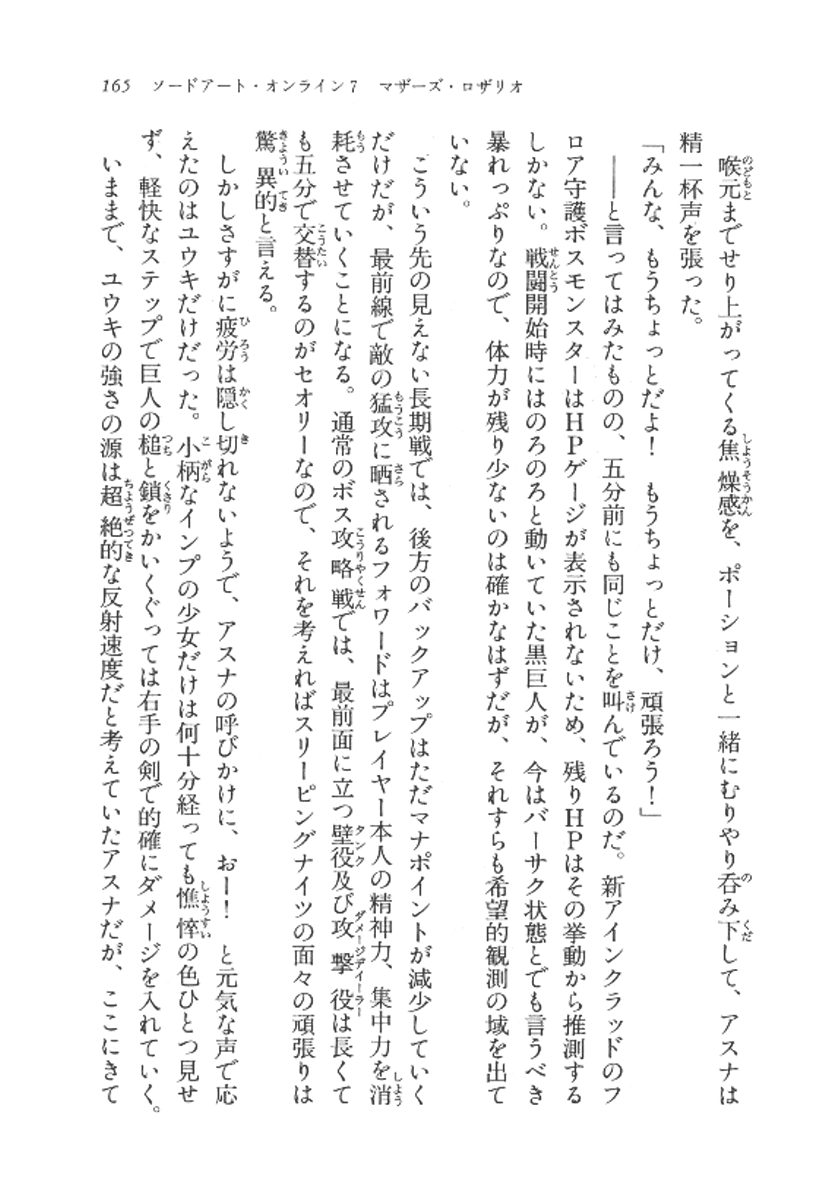 165 ソードアート・オンライン7 マザーズ・ロザリオ
喉元までせり上がってくる焦燥感を、ポーションと一緒にむりやり呑み下して、アスナは
精一杯声を張った。
「みんな、もうちょっとだよ！ もうちょっとだけ、頑張ろう！」
――と言ってはみたものの、五分前にも同じことを叫んでいるのだ。新アインクラッドのフ
ロア守護ボスモンスターはHPゲージが表示されないため、残りHPはその挙動から推測する
しかない。戦闘開始時にはのろのろと動いていた黒巨人が、今はバーサク状態とでも言うべき
暴れっぷりなので、体力が残り少ないのは確かなはずだが、それすらも希望的観測の域を出て
いない。
こういう先の見えない長期戦では、後方のバックアップはただマナポイントが減少していく
だけだが、最前線で敵の猛攻に晒されるフォワードはプレイヤー本人の精神力、集中力を消
耗させていくことになる。通常のボス攻略戦では、最前面に立つ壁役及び攻撃役は長くて
も五分で交替するのがセオリーなので、それを考えればスリーピングナイツの面々の頑張りは
驚異的と言える。
しかしさすがに疲労は隠し切れないようで、アスナの呼びかけに、おー！ と元気な声で応
えたのはユウキだけだった。小柄なインプの少女だけは何十分経っても憔悴の色ひとつ見せ
ず、軽快なステップで巨人の槌と鎖をかいくぐっては右手の剣で的確にダメージを入れていく。
いままで、ユウキの強さの源は超絶的な反射速度だと考えていたアスナだが、ここにきて